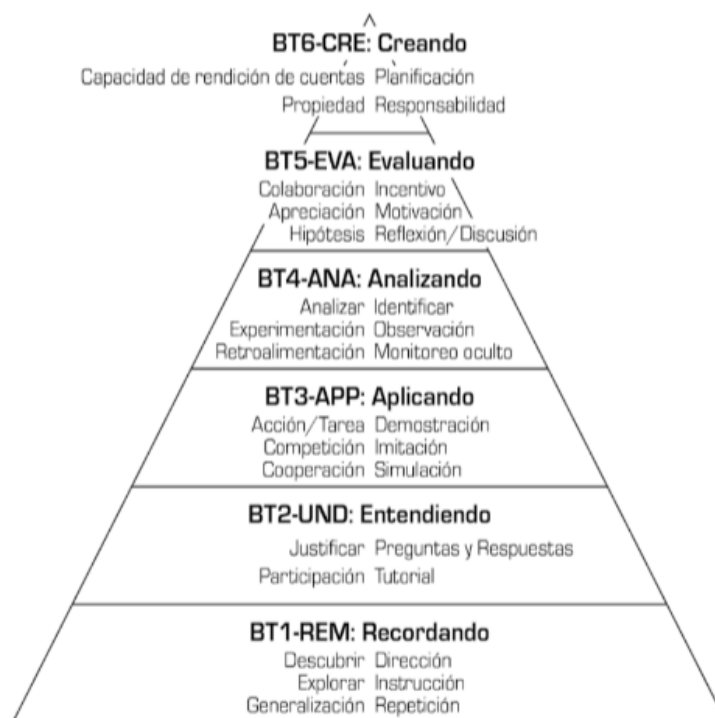 BT6-CRE: Creando
Capacidad de rendición de cuentas Planificación
Propiedad Responsabilidad
BT5-EVA: Evaluando
Colaboración Incentivo
Apreciación Motivación
Hipótesis Reflexión/Discusión
BT4-ANA: Analizando
Analizar Identificar
Experimentación Observación
Retroalimentación Monitoreo oculto
BT3-APP: Aplicando
Acción/Tarea Demostración
Competición Imitación
Cooperación Simulación
BT2-UND: Entendiendo
Justificar Preguntas y Respuestas
Participación Tutorial
BT1-REM: Recordando
Descubrir Dirección
Explorar Instrucción
Generalización Repetición